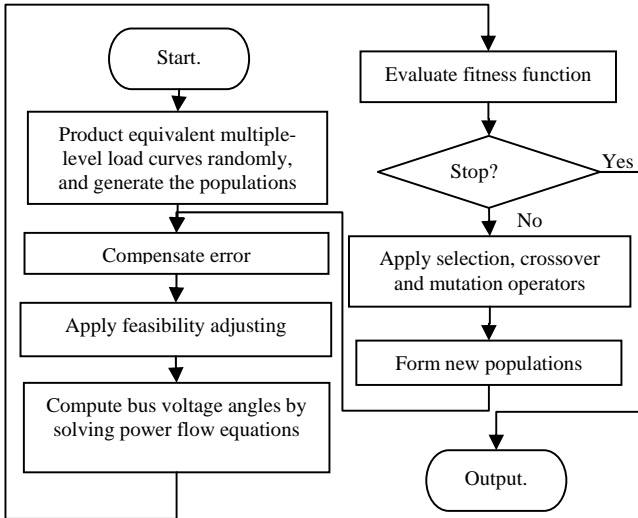 Start.
Product equivalent multiple-
level load curves randomly,
and generate the populations
Compensate error
Apply feasibility adjusting
Compute bus voltage angles by
solving power flow equations
Evaluate fitness function
Stop?
Yes
No
Apply selection, crossover
and mutation operators
Form new populations
Output.